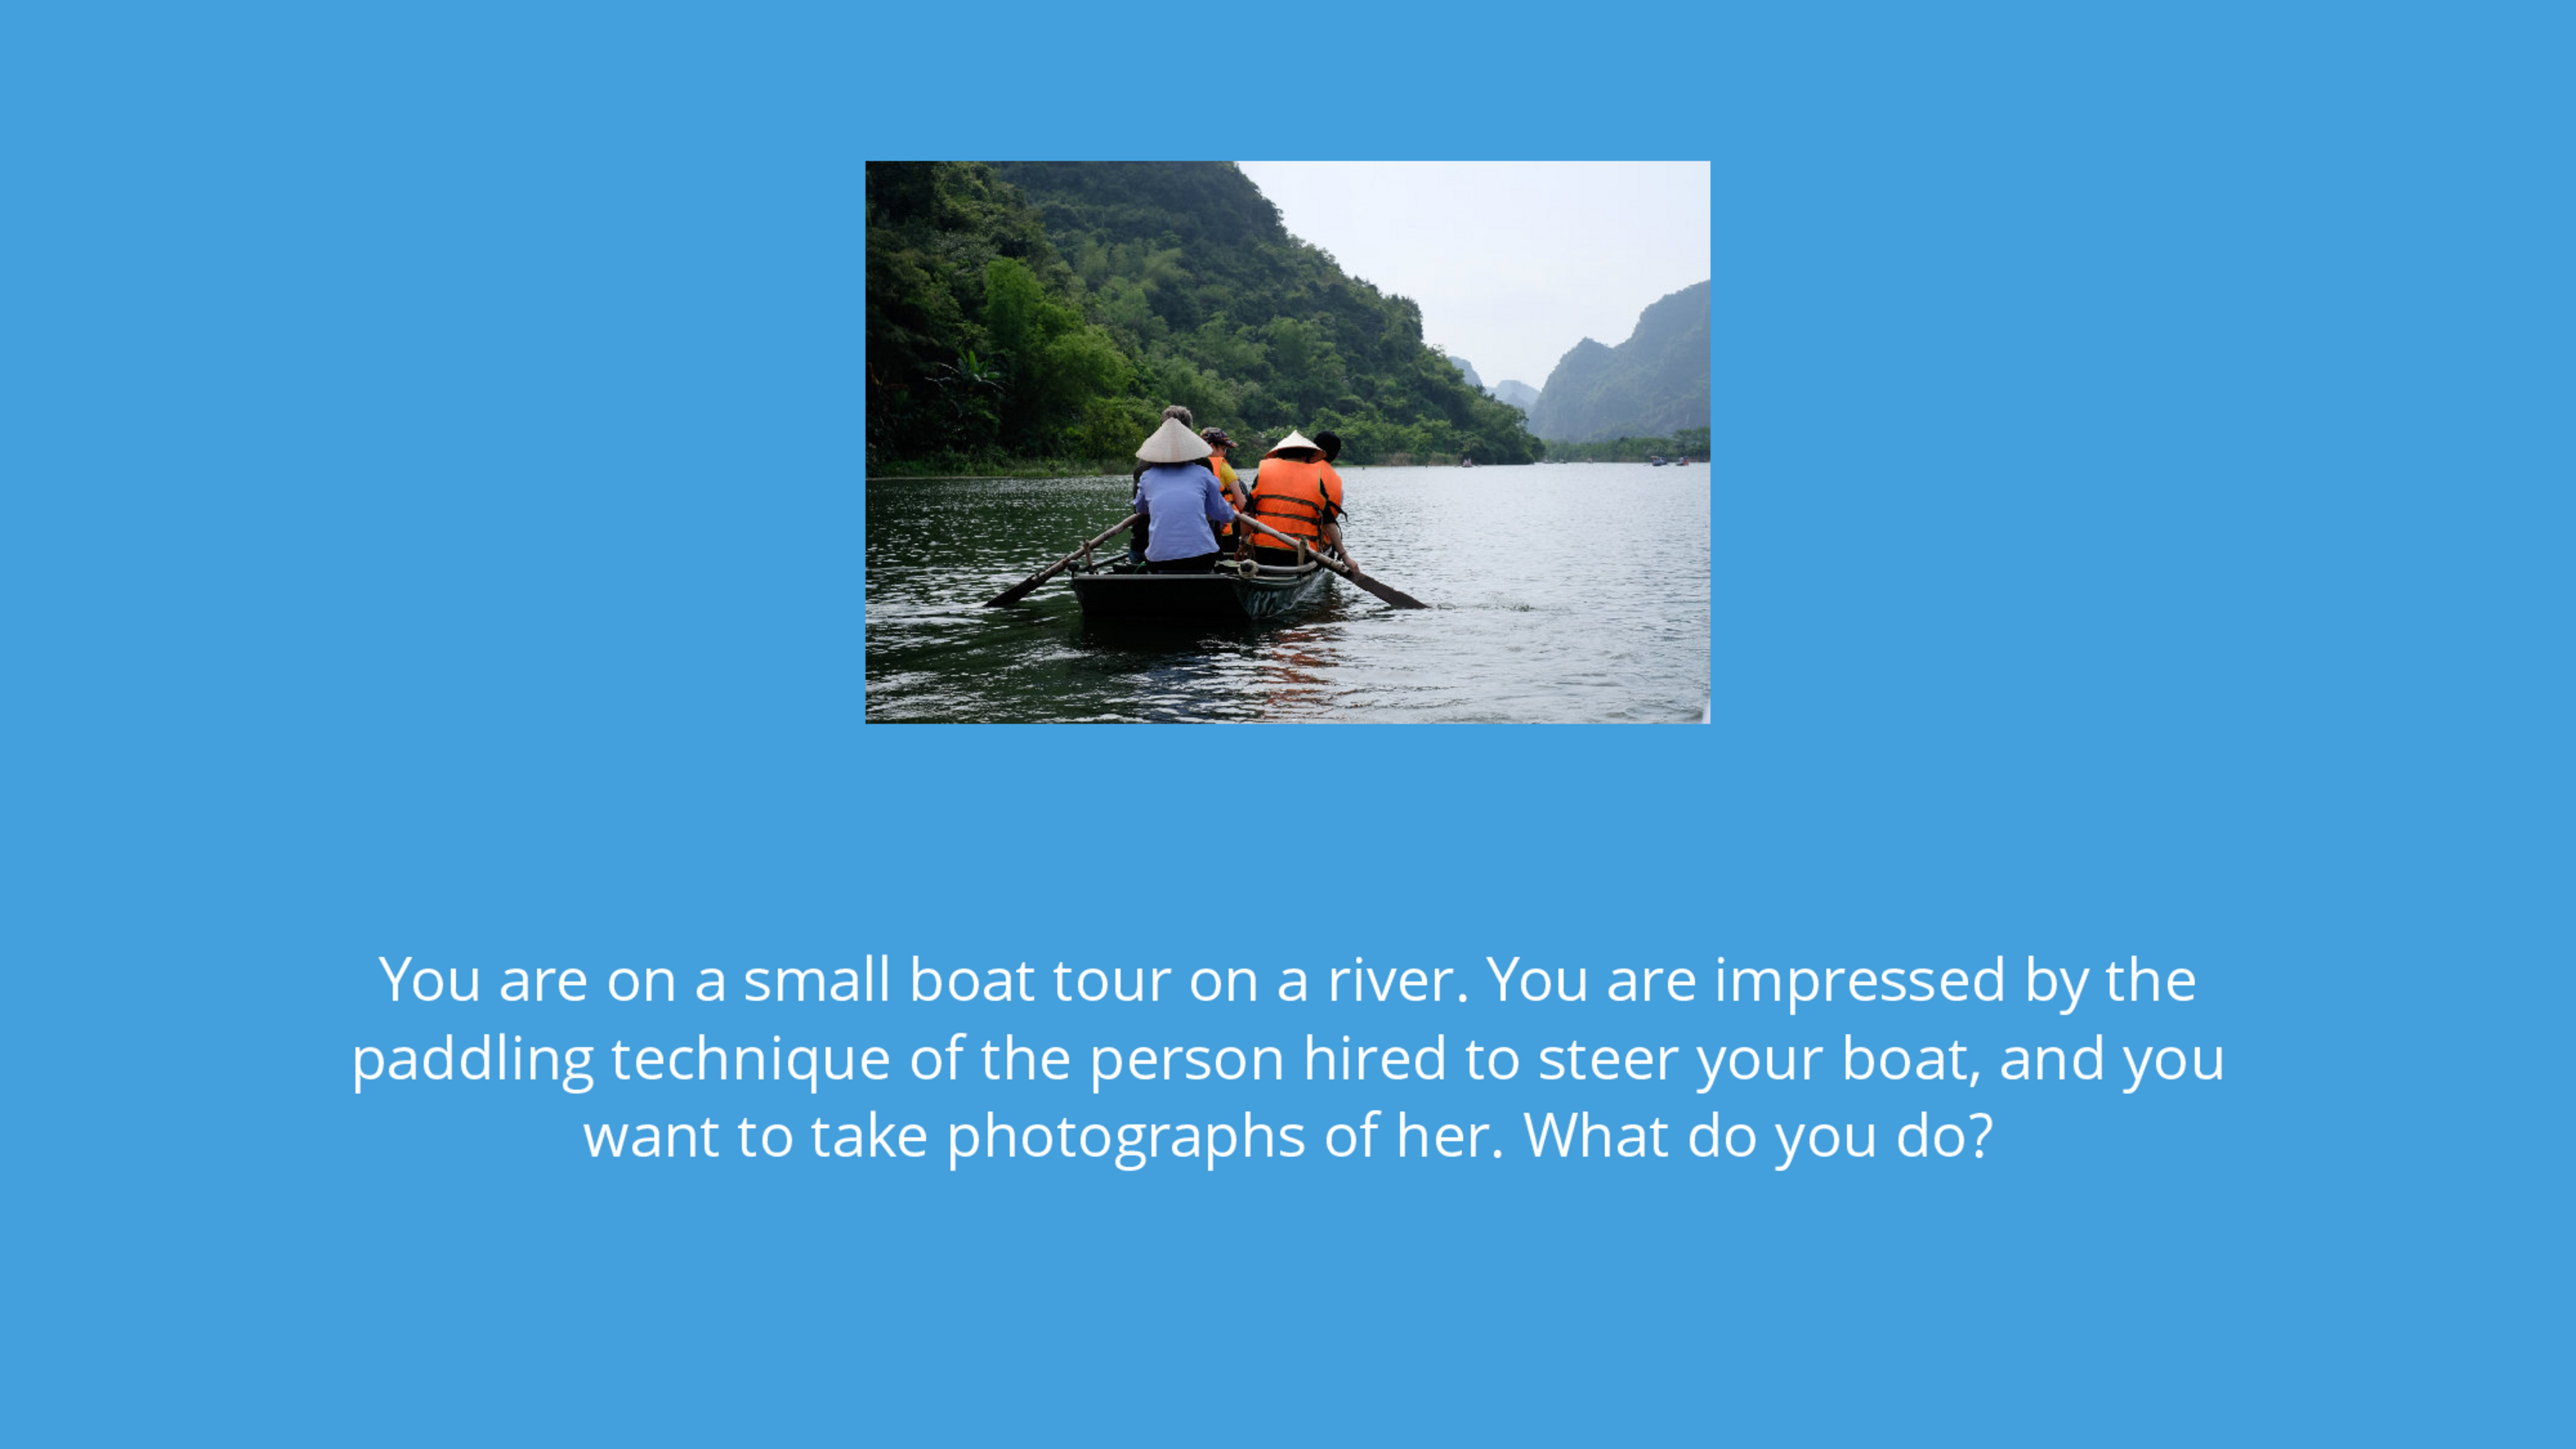 You are on a small boat tour on a river. You are impressed by the
paddling technique of the person hired to steer your boat, and you
want to take photographs of her. What do you do?